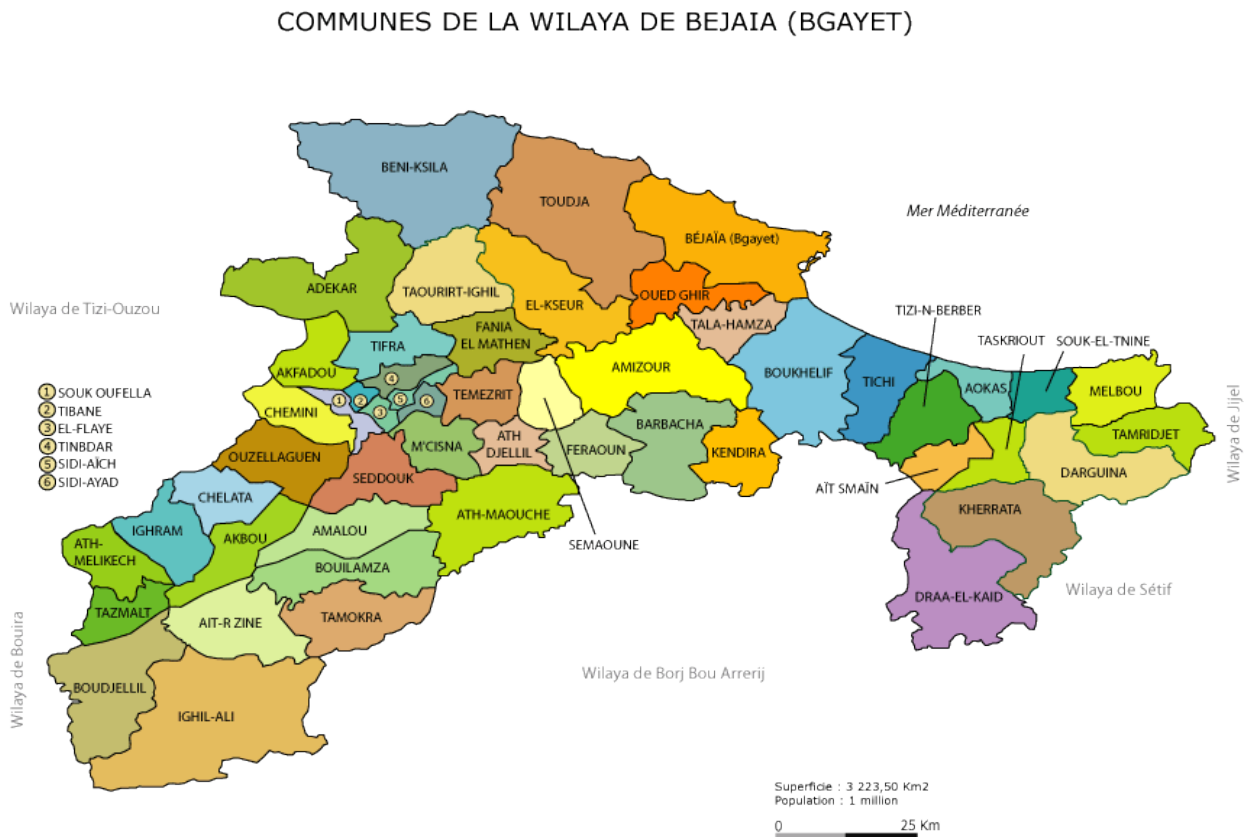 COMMUNES DE LA WILAYA DE BEJAIA (BGAYET)
BENI-KSILA
TOUDJA
Mer Méditerranée
BÉJAÏA (Bgayet)
ADEKAR
TAOURIRT-IGHIL
EL-KSEUR
OUED GHIR
Wilaya de Tizi-Ouzou
TIZI-N-BERBER
TALA-HAMZA
FANIA
EL MATHEN
TIFRA
TASKRIOUT
SOUK-EL-TNINE
AKFADOU
AMIZOUR
BOUKHELIF
TICHI
AOKAS
MELBOU
Wilaya de Jijel
1 SOUK OUFELLA
2 TIBANE
3 EL-FLAYE
4 TINBDAR
5 SIDI-AÏCH
6 SIDI-AYAD
4
1
2
5
6
3
TEMEZRIT
CHEMINI
BARBACHA
M'CISNA
ATH
DJELLIL
FERAOUN
KENDIRA
TAMRIDJET
OUZELLAGUEN
SEDDOUK
AÏT SMAÏN
DARGUINA
CHELATA
KHERRATA
ATH-MAOUCHE
IGHRAM
AKBOU
AMALOU
SEMAOUNE
ATH-
MELIKECH
BOUILAMZA
DRAA-EL-KAID
Wilaya de Sétif
TAZMALT
AIT-R ZINE
TAMOKRA
Wilaya de Bouira
Wilaya de Borj Bou Arrerij
BOUDJELLIL
IGHIL-ALI
Superficie : 3 223,50 Km2
Population : 1 million
0 25 Km